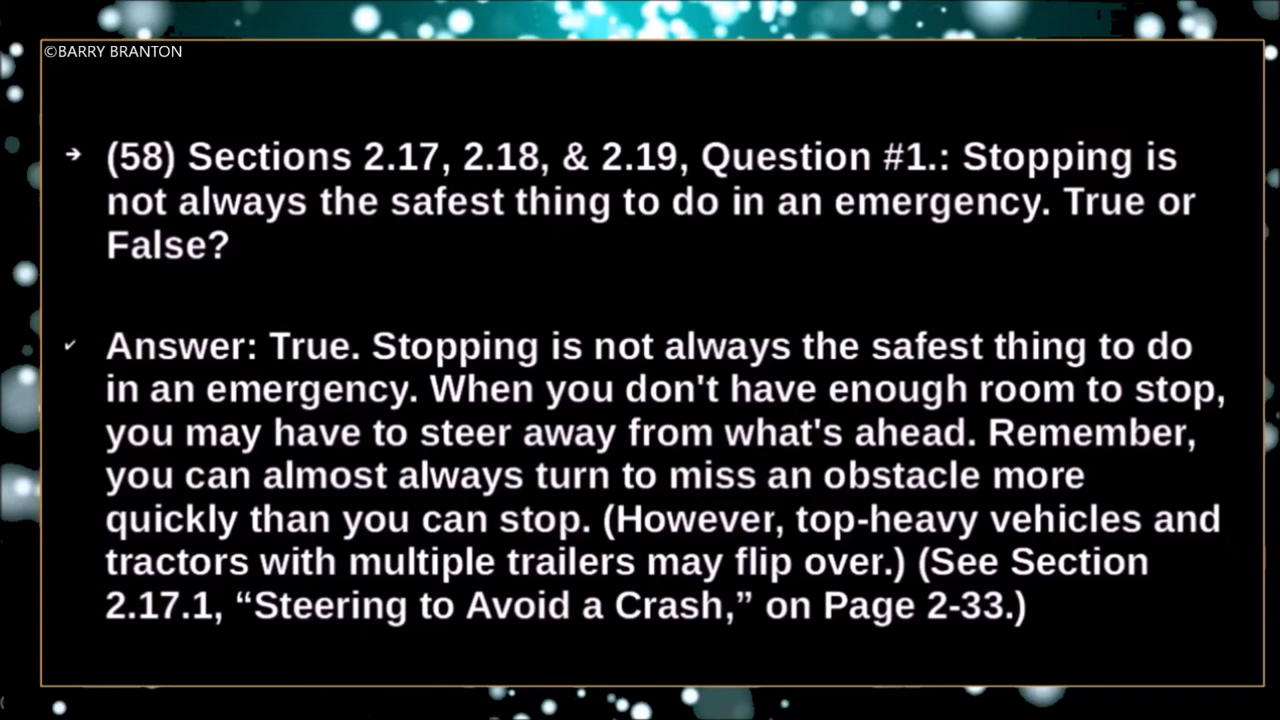 ©BARRY BRANTON
(58) Sections 2.17, 2.18, & 2.19, Question #1.: Stopping is
not always the safest thing to do in an emergency. True or
False?
Answer: True. Stopping is not always the safest thing to do
in an emergency. When you don't have enough room to stop,
you may have to steer away from what's ahead. Remember,
you can almost always turn to miss an obstacle more
quickly than you can stop. (However, top-heavy vehicles and
tractors with multiple trailers may flip over.) (See Section
2.17.1, “Steering to Avoid a Crash,” on Page 2-33.)